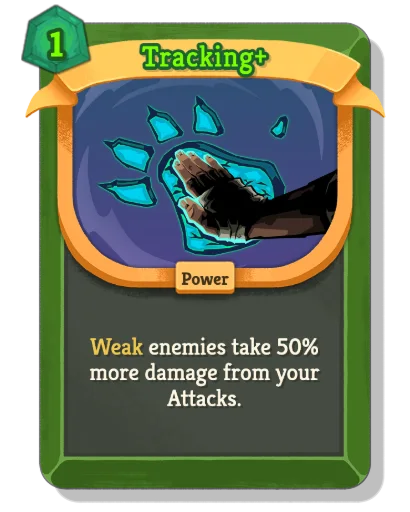 1
Tracking+
Power
Weak enemies take 50%
more damage from your
Attacks.